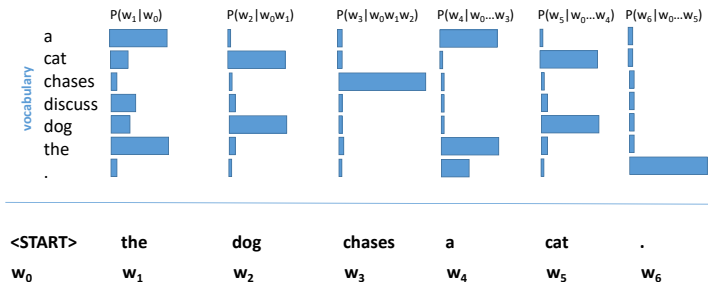 P(w₁|w₀) P(w₂|w₀w₁) P(w₃|w₀w₁w₂) P(w₄|w₀...w₃) P(w₅|w₀...w₄) P(w₆|w₀...w₅)
vocabulary
a
cat
chases
discuss
dog
the
.
<START> the dog chases a cat .
w₀ w₁ w₂ w₃ w₄ w₅ w₆